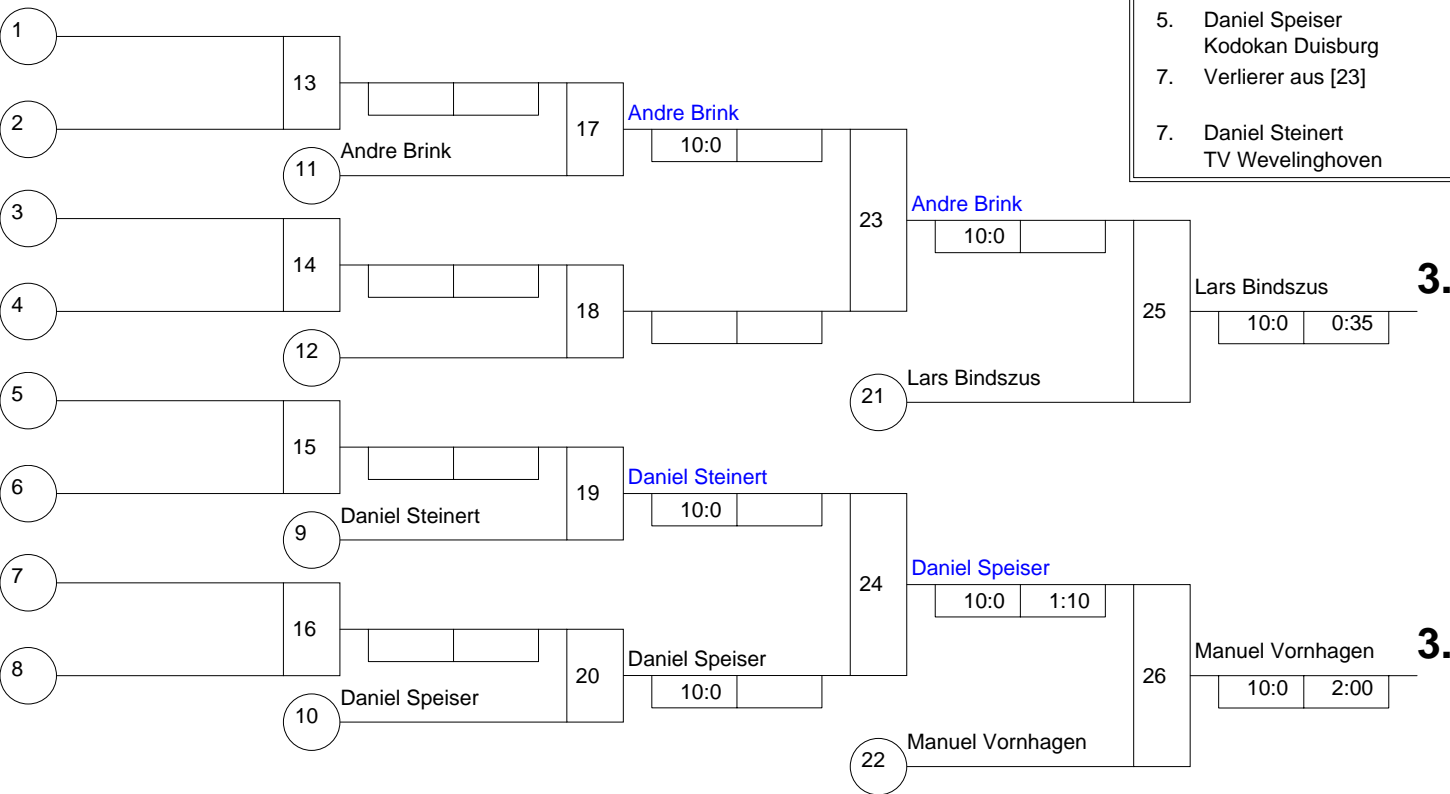 5. Daniel Speiser
Kodokan Duisburg
7. Verlierer aus [23]
7. Daniel Steinert
TV Wevelinghoven
1
13
2
17
Andre Brink
10:0
11
Andre Brink
3
14
4
18
12
23
Andre Brink
10:0
25
Lars Bindszus
3.
10:0 0:35
21
Lars Bindszus
5
15
6
19
Daniel Steinert
10:0
9
Daniel Steinert
7
16
8
20
Daniel Speiser
10:0
10
Daniel Speiser
24
Daniel Speiser
10:0 1:10
26
Manuel Vornhagen
3.
10:0 2:00
22
Manuel Vornhagen